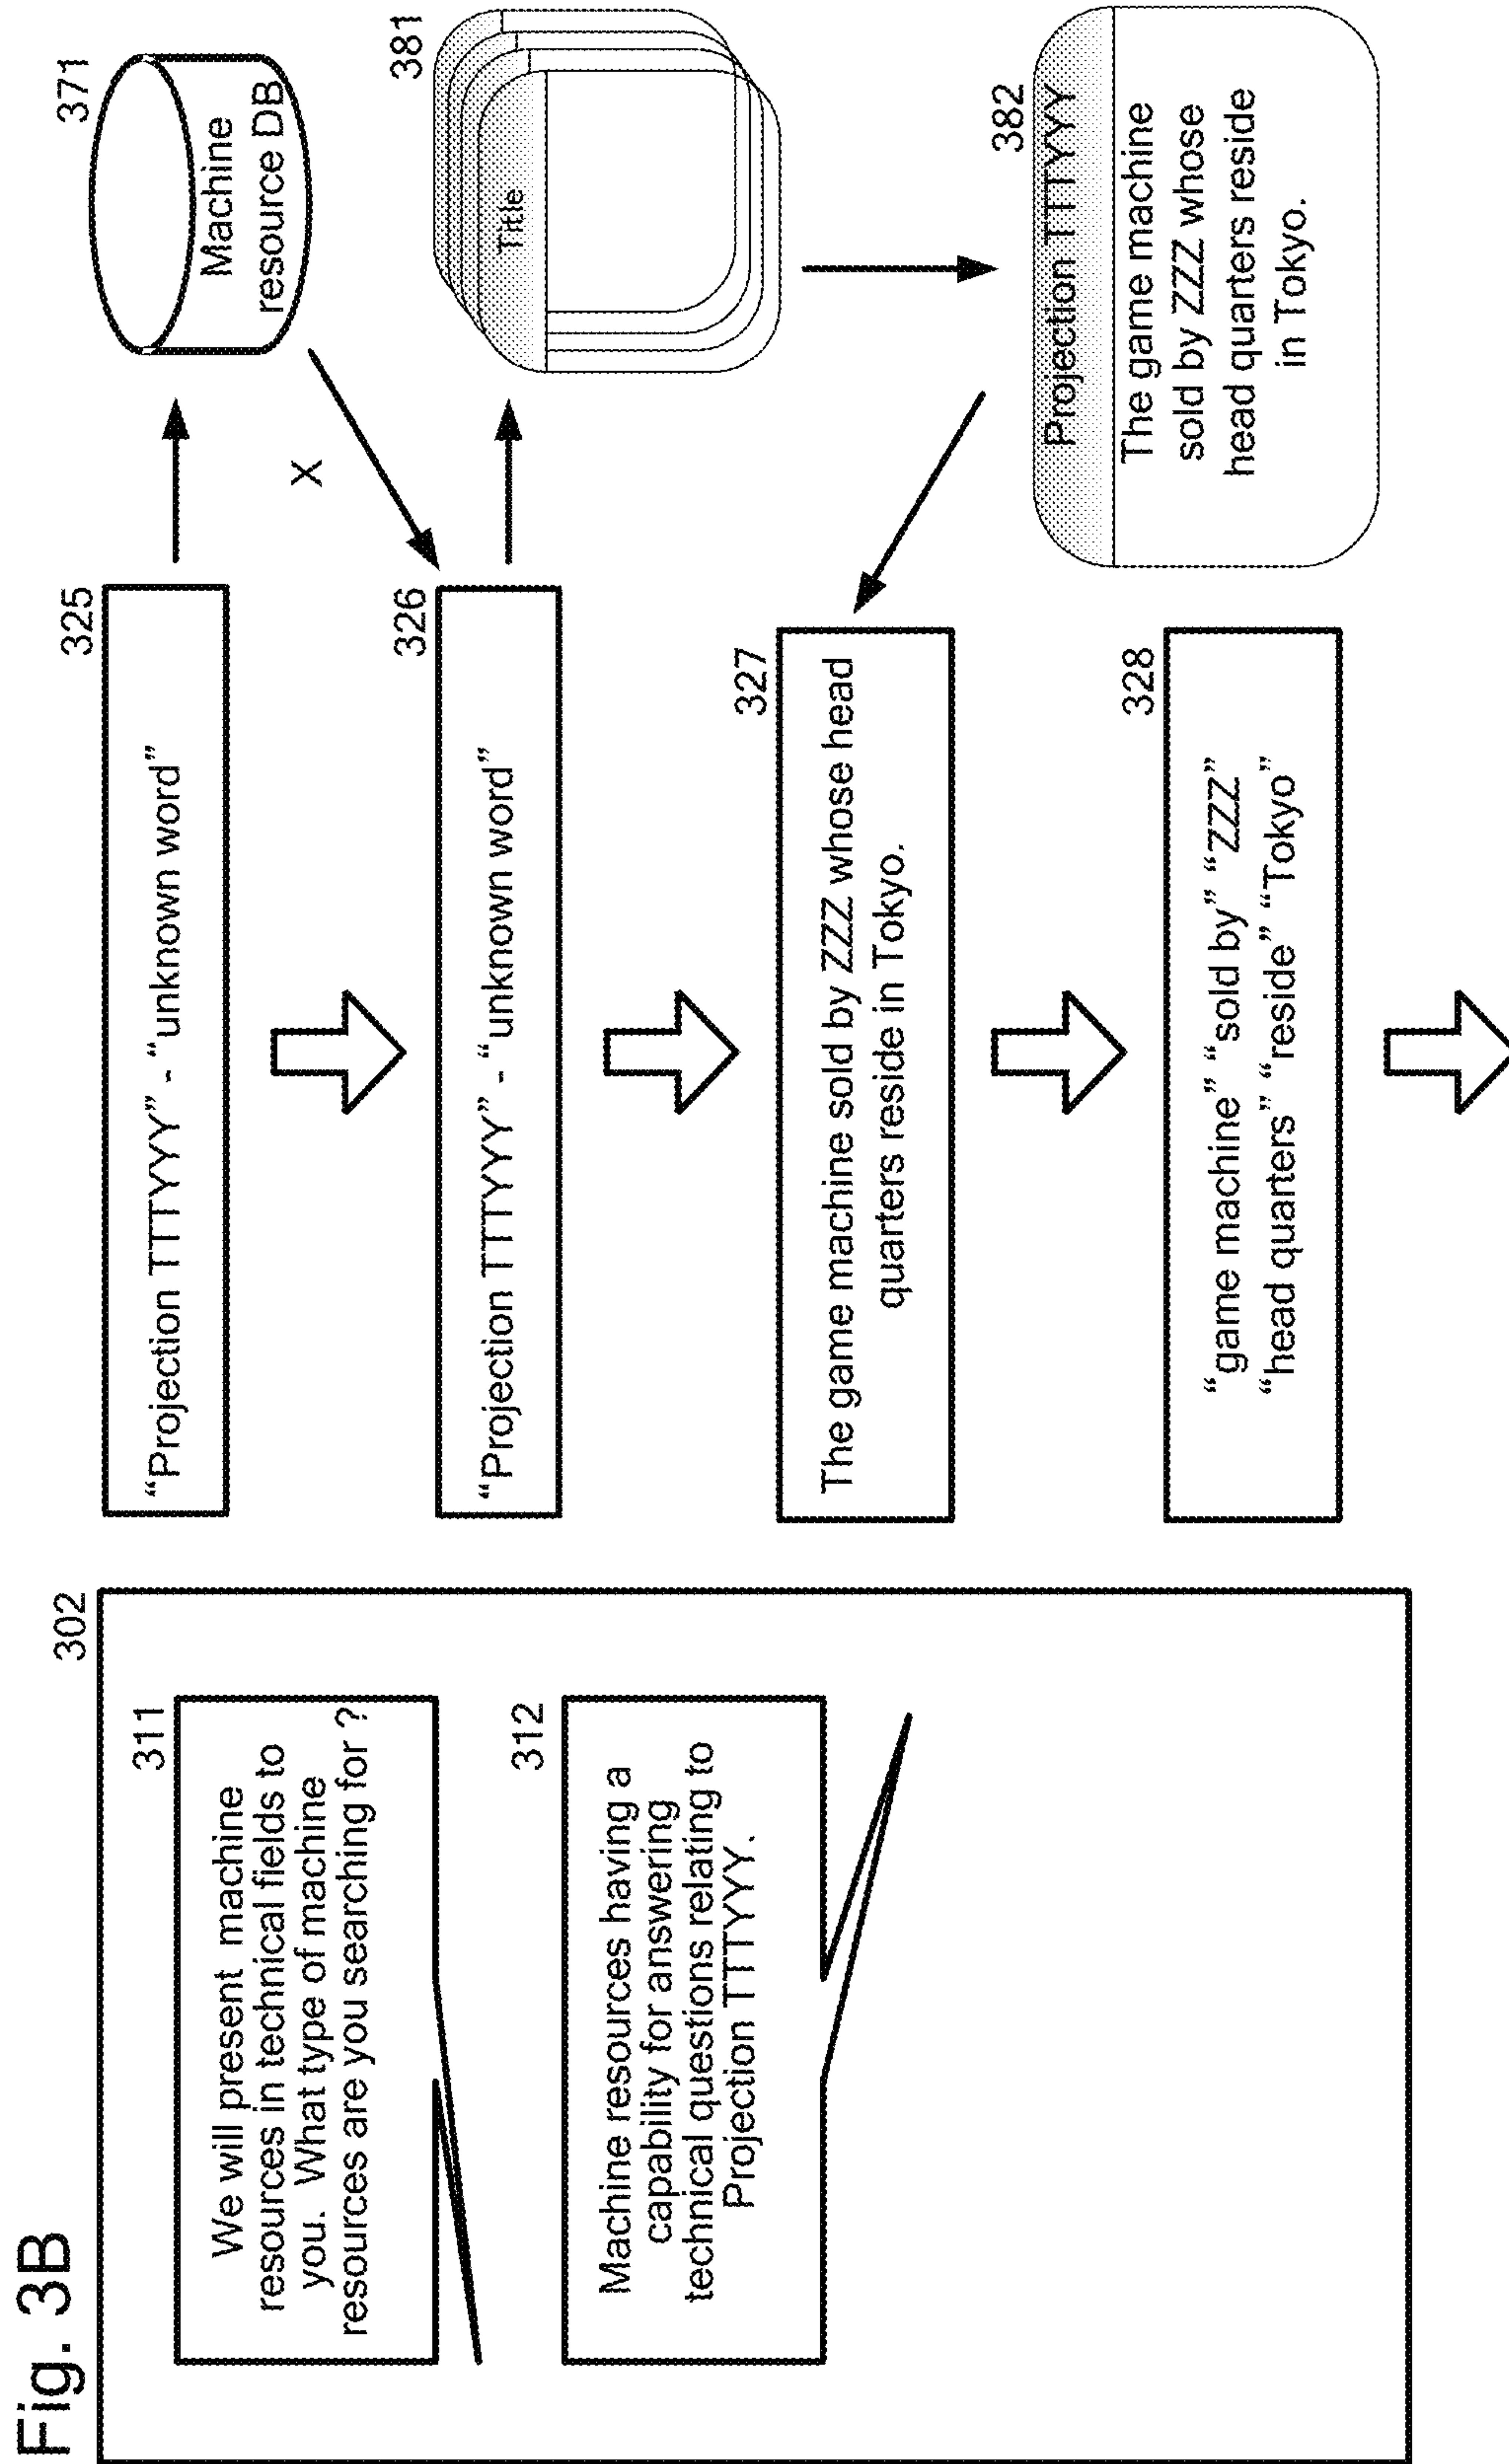 Fig. 3B
302
311
We will present machine
resources in technical fields to
you. What type of machine
resources are you searching for ?
312
Machine resources having a
capability for answering
technical questions relating to
Projection TTTYYY.
325
“Projection TTTYYY” - “unknown word”
371
Machine
resource DB
X
326
“Projection TTTYYY” - “unknown word”
381
Title
327
The game machine sold by ZZZ whose head
quarters reside in Tokyo.
382
Projection TTTYYY
The game machine
sold by ZZZ whose
head quarters reside
in Tokyo.
328
“game machine” “sold by” “ZZZ”
“head quarters” “reside” “Tokyo”